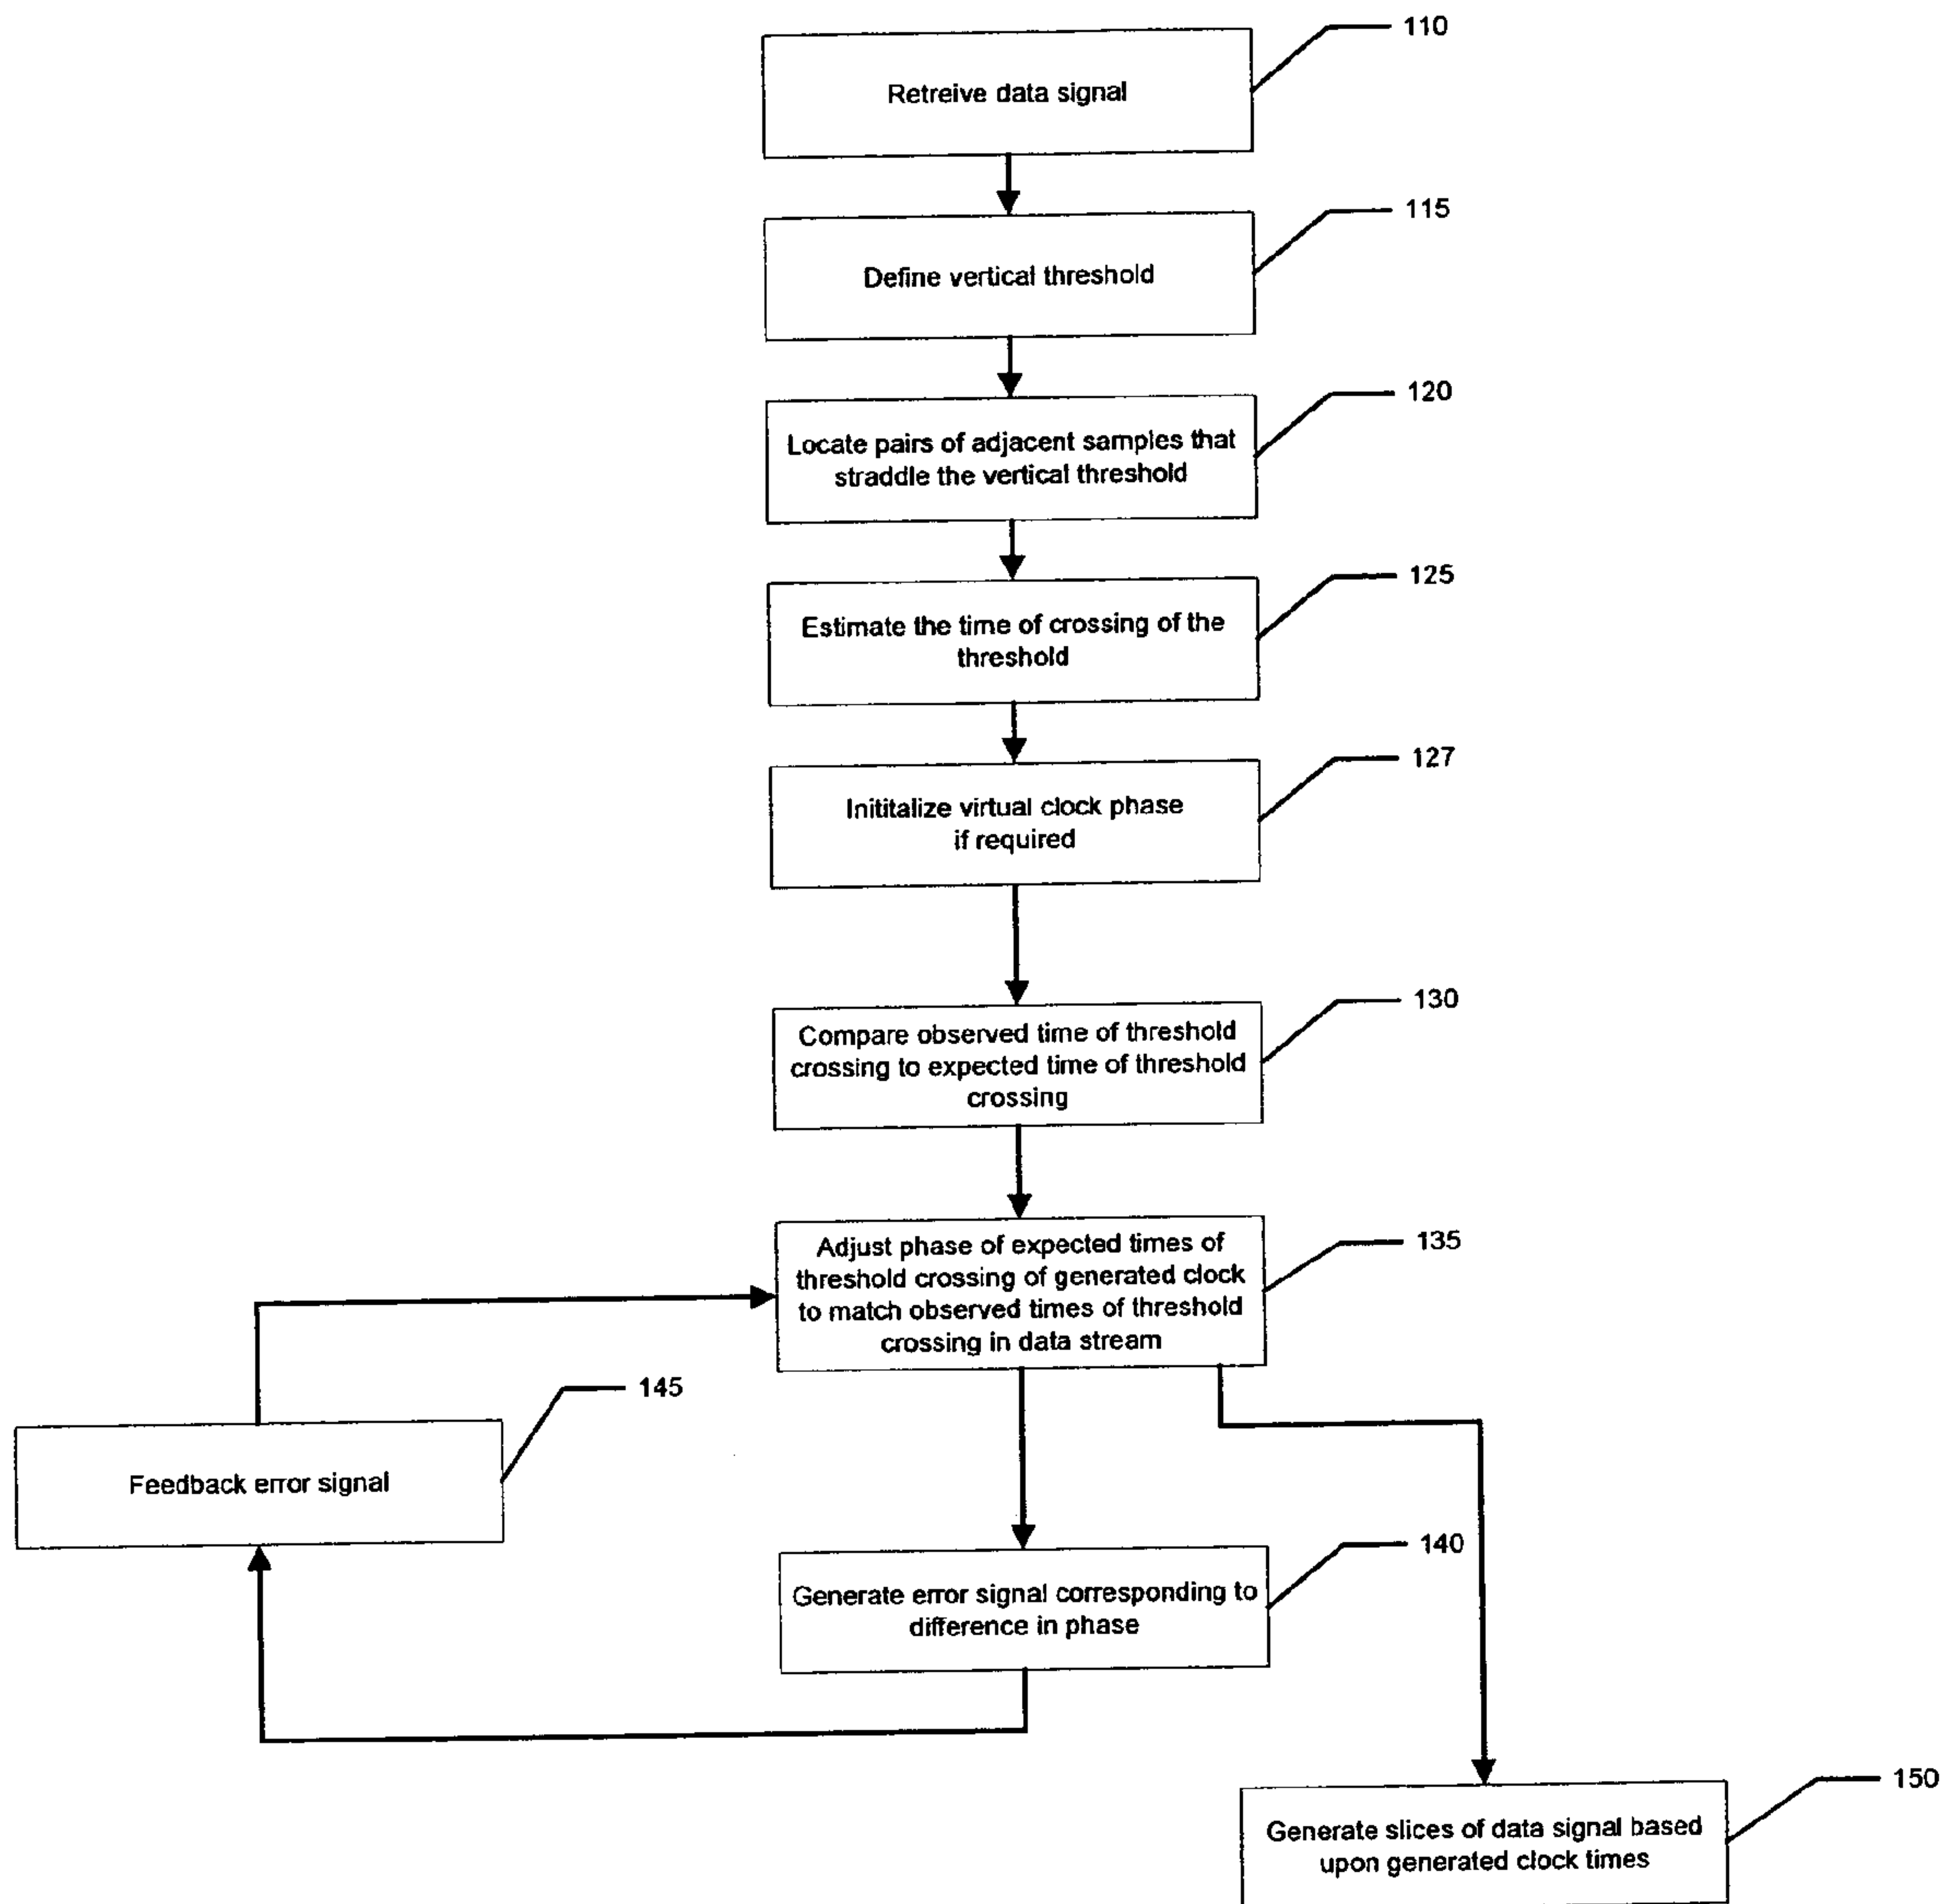 110
Retreive data signal
115
Define vertical threshold
120
Locate pairs of adjacent samples that
straddle the vertical threshold
125
Estimate the time of crossing of the
threshold
127
Inititalize virtual clock phase
if required
130
Compare observed time of threshold
crossing to expected time of threshold
crossing
135
Adjust phase of expected times of
threshold crossing of generated clock
to match observed times of threshold
crossing in data stream
145
Feedback error signal
140
Generate error signal corresponding to
difference in phase
150
Generate slices of data signal based
upon generated clock times